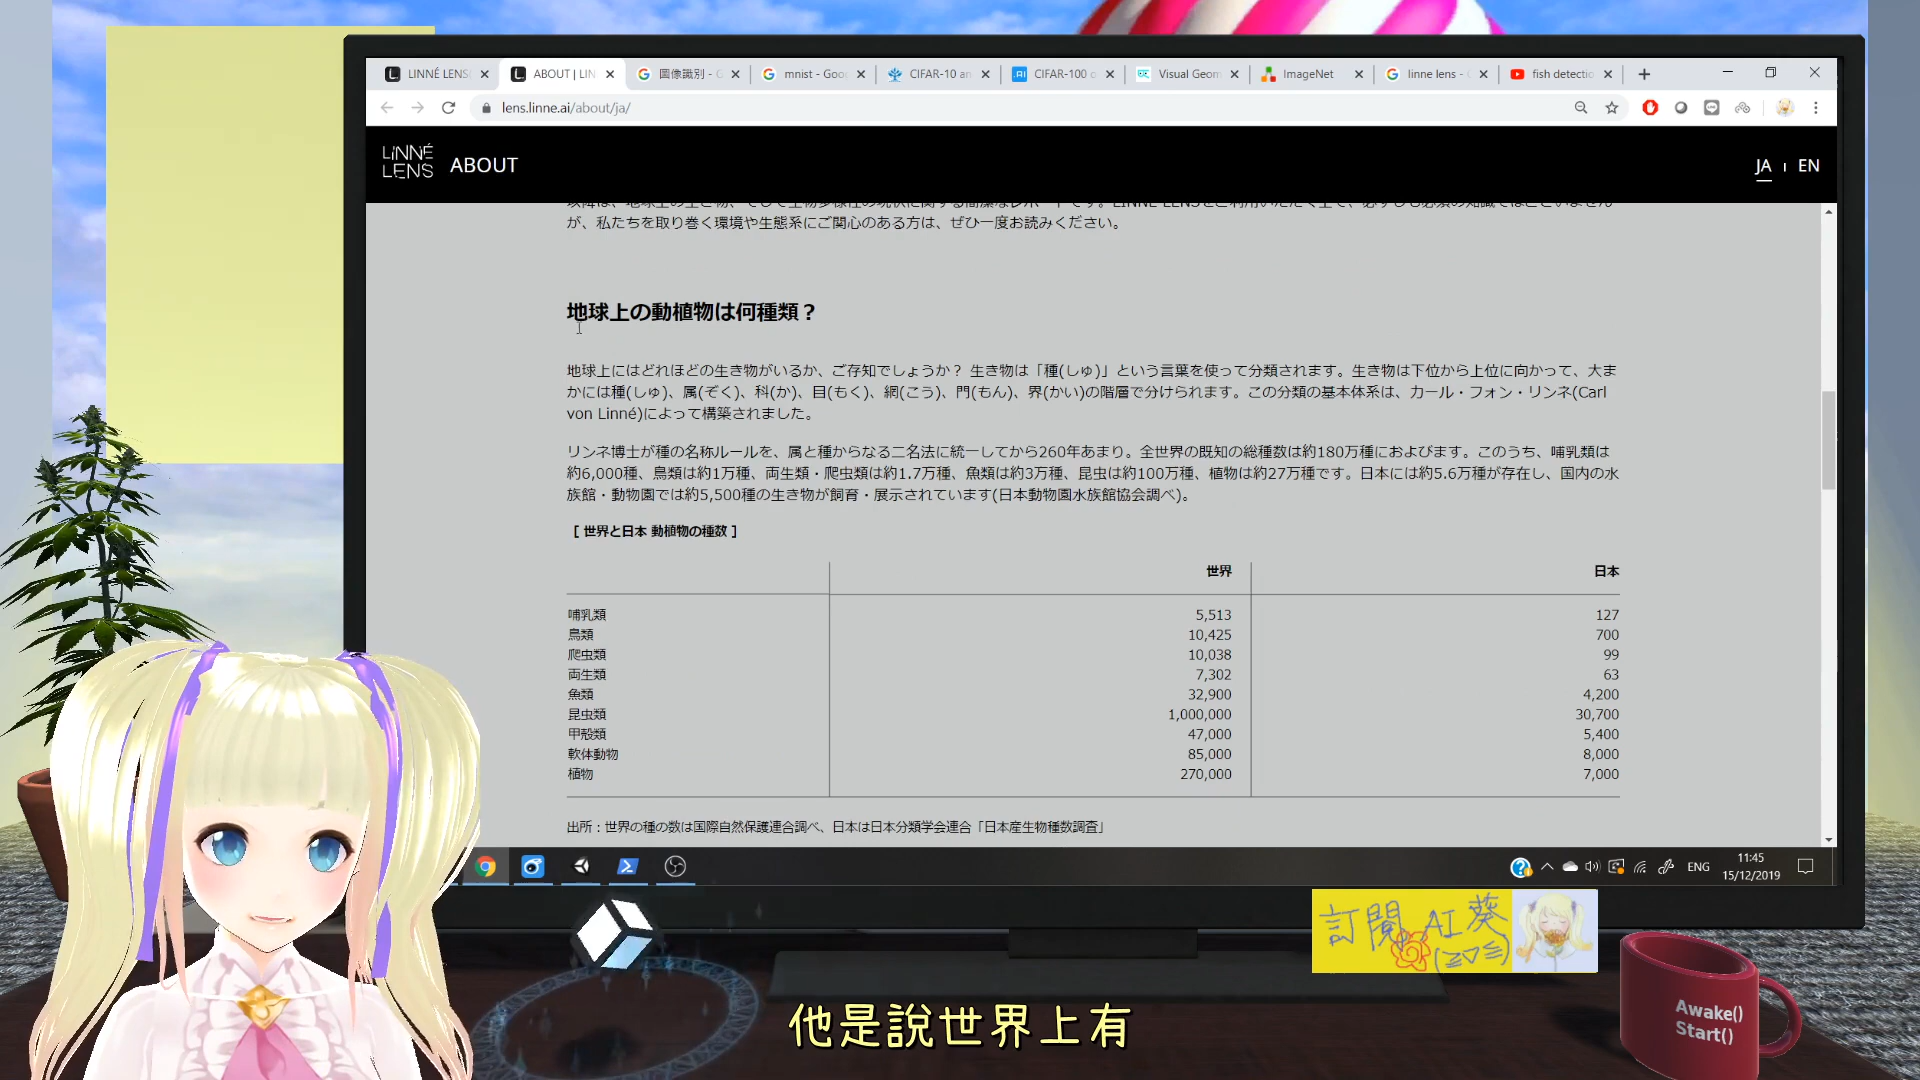 LINNÉ LENS
ABOUT | LIN
圖像識別 - G
mnist - Goo
CIFAR-10 an
CIFAR-100 o
Visual Geom
ImageNet
linne lens - G
fish detectio
lens.linne.ai/about/ja/
LINNÉ LENS
ABOUT
JA
EN
が、私たちを取り巻く環境や生態系にご関心のある方は、ぜひ一度お読みください。
地球上の動植物は何種類？
地球上にはどれほどの生き物がいるか、ご存知でしょうか？ 生き物は「種(しゅ)」という言葉を使って分類されます。生き物は下位から上位に向かって、大ま
かには種(しゅ)、属(ぞく)、科(か)、目(もく)、網(こう)、門(もん)、界(かい)の階層で分けられます。この分類の基本体系は、カール・フォン・リンネ(Carl
von Linné)によって構築されました。
リンネ博士が種の名称ルールを、属と種からなる二名法に統一してから260年あまり。全世界の既知の総種数は約180万種におよびます。このうち、哺乳類は
約6,000種、鳥類は約1万種、両生類・爬虫類は約1.7万種、魚類は約3万種、昆虫は約100万種、植物は約27万種です。日本には約5.6万種が存在し、国内の水
族館・動物園では約5,500種の生き物が飼育・展示されています(日本動物園水族館協会調べ)。
[ 世界と日本 動植物の種数 ]
世界 日本
哺乳類 5,513 127
鳥類 10,425 700
爬虫類 10,038 99
両生類 7,302 63
魚類 32,900 4,200
昆虫類 1,000,000 30,700
甲殻類 47,000 5,400
軟体動物 85,000 8,000
植物 270,000 7,000
出所：世界の種の数は国際自然保護連合調べ、日本は日本分類学会連合「日本産生物種数調査」
ENG
11:45
15/12/2019
訂閱 AI 葵
Awake()
Start()
他是說世界上有